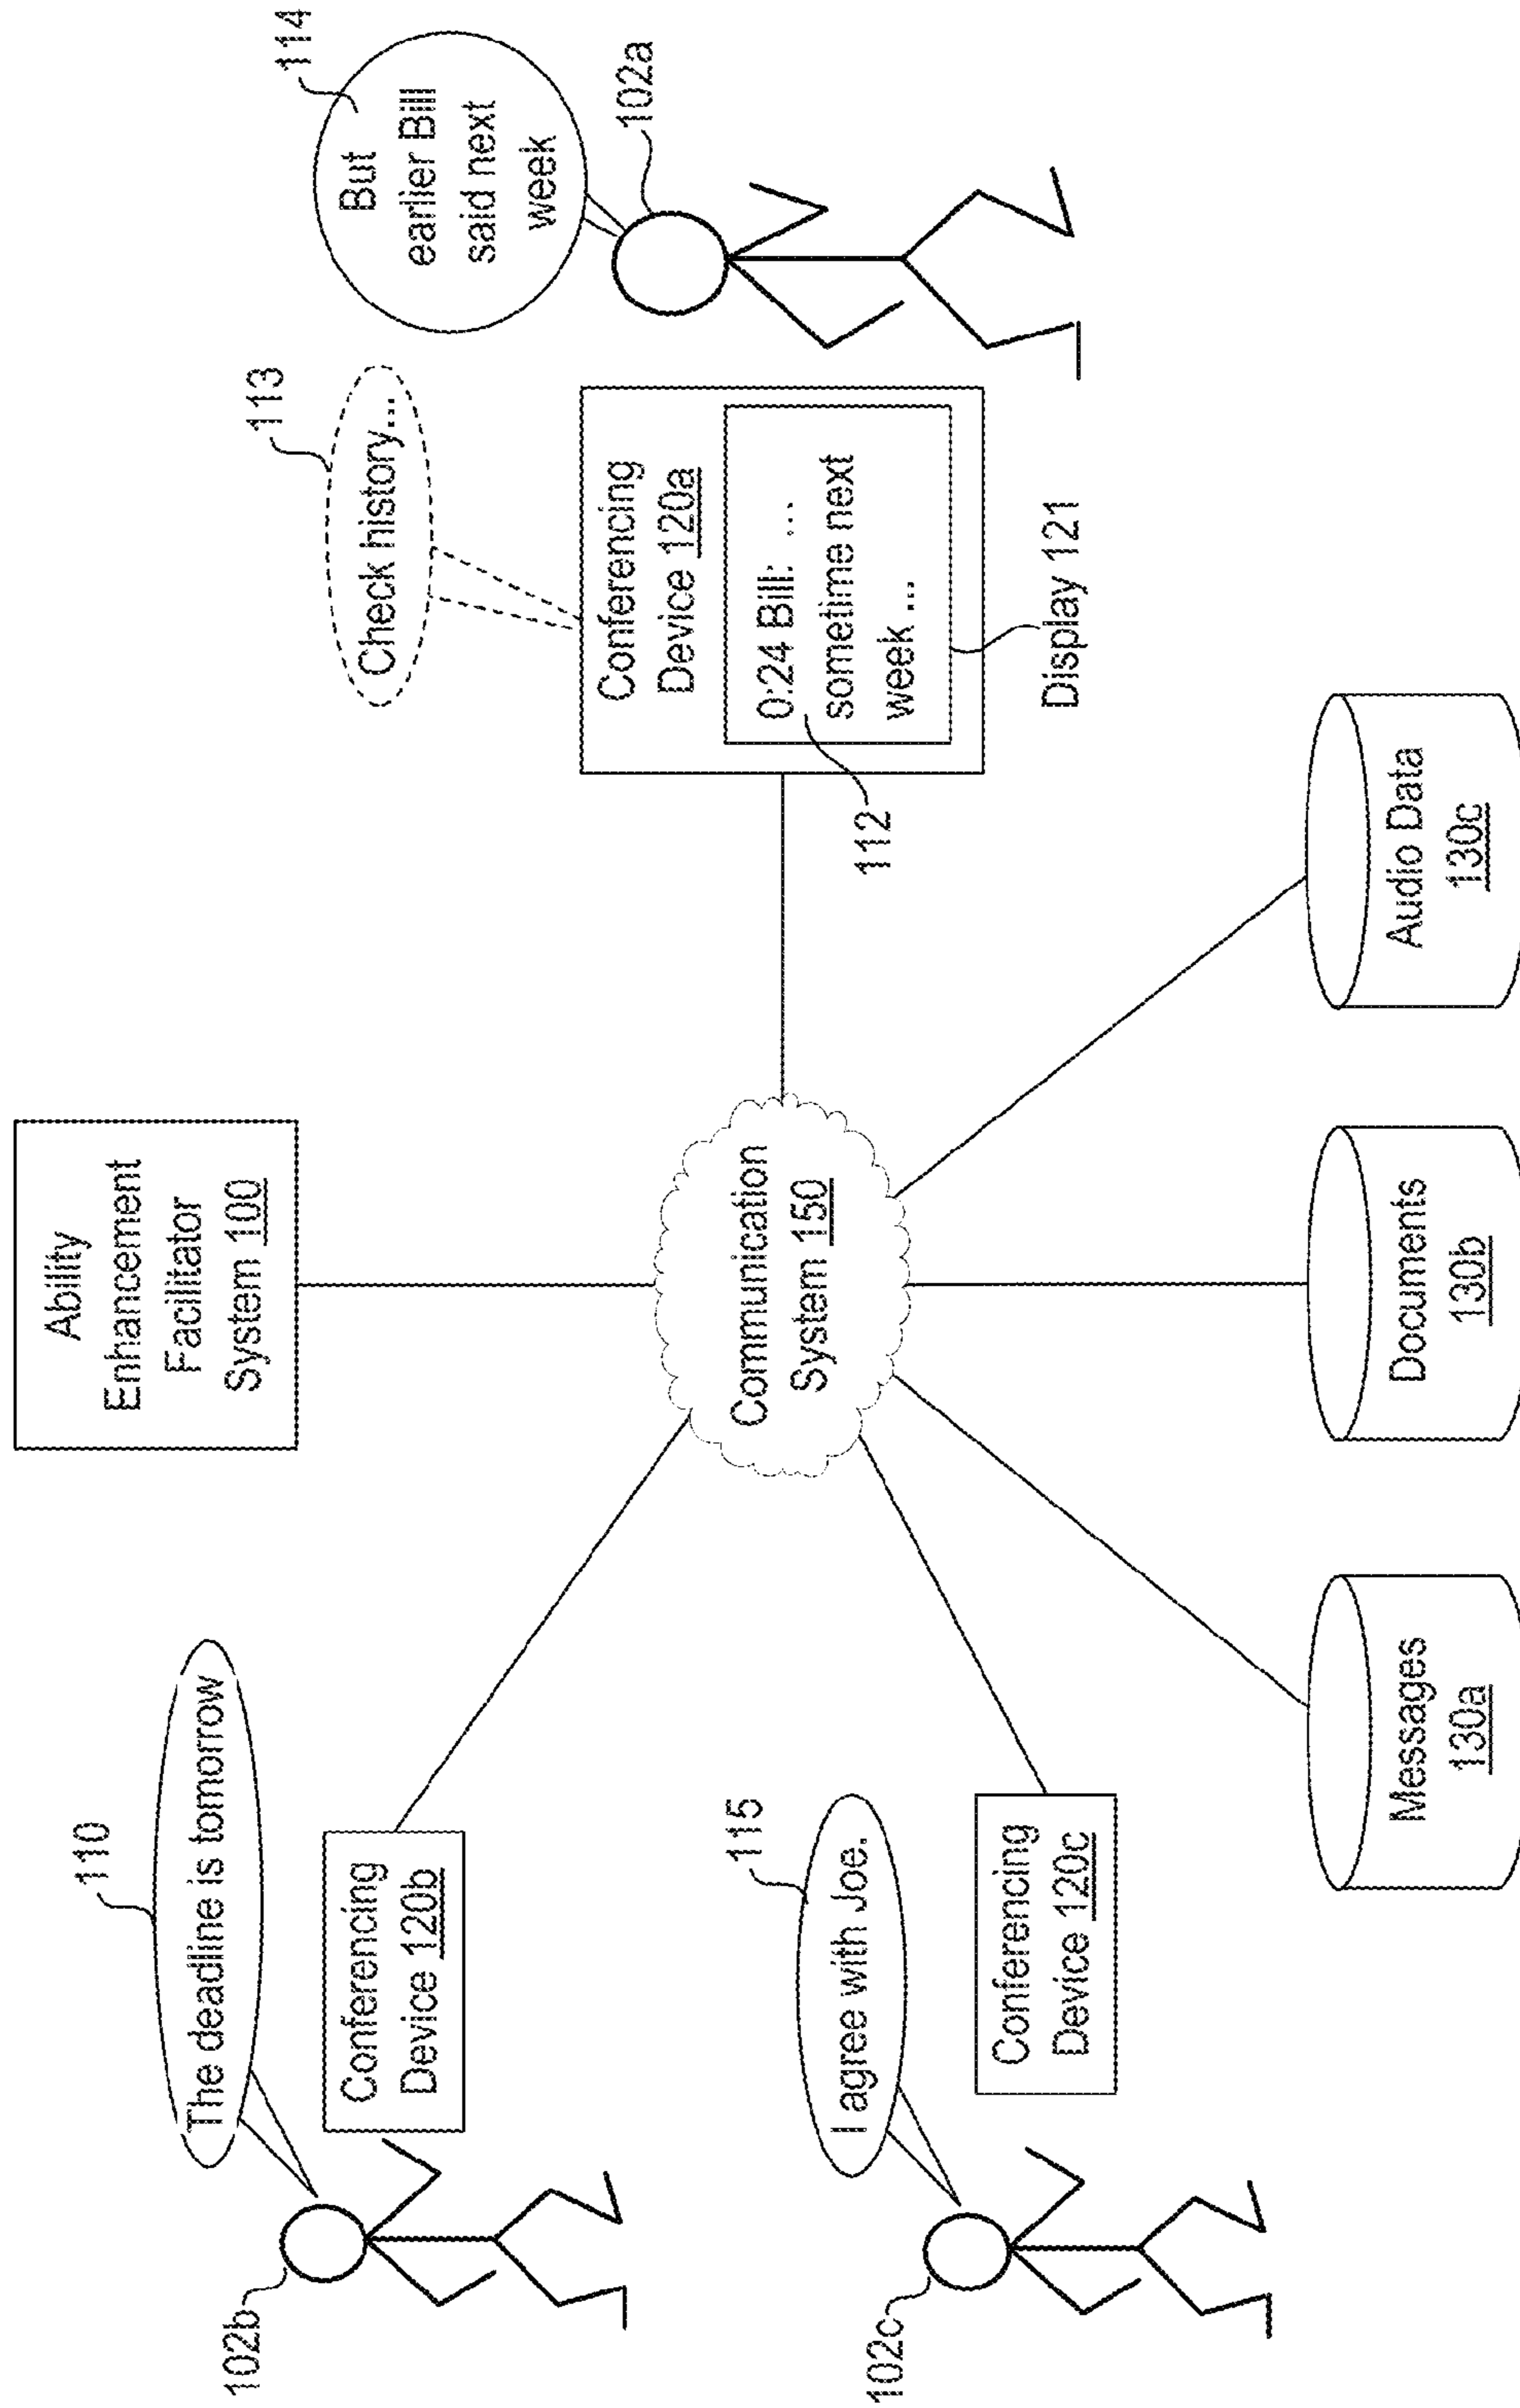 Ability
Enhancement
Facilitator
System 100
110
The deadline is tomorrow
102b
Conferencing
Device 120b
113
Check history...
114
But
earlier Bill
said next
week
102a
Conferencing
Device 120a
0:24 Bill: ...
sometime next
week ...
112
Display 121
Communication
System 150
115
I agree with Joe.
102c
Conferencing
Device 120c
Messages
130a
Documents
130b
Audio Data
130c